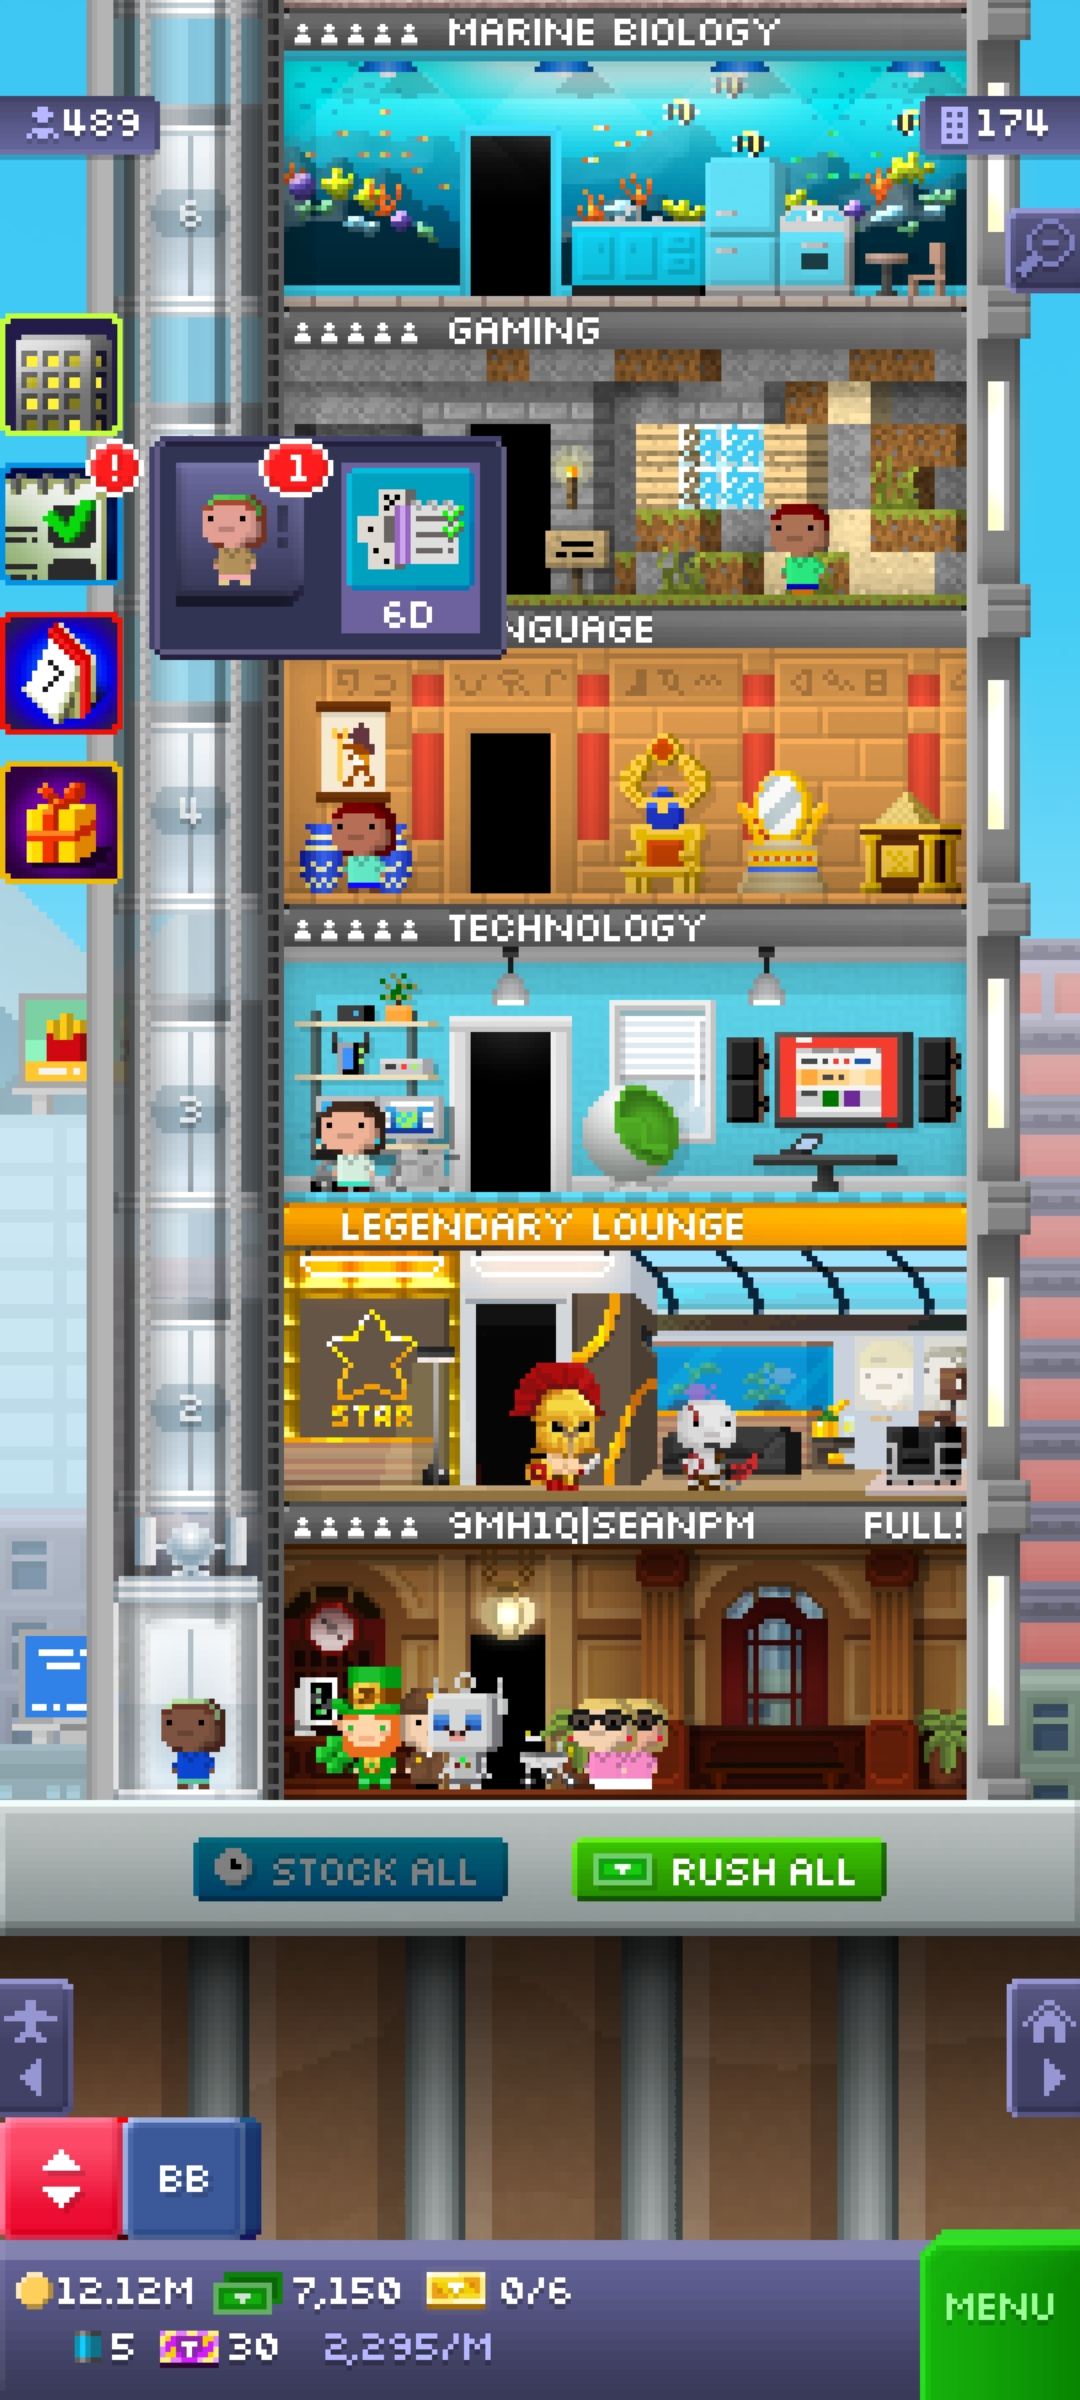 MARINE BIOLOGY
489
174
6
GAMING
!
1
6D
NGUAGE
7
4
TECHNOLOGY
3
LEGENDARY LOUNGE
2
STAR
9MH1Q|SEANPM FULL!
STOCK ALL
RUSH ALL
BB
12.12M 7,150 0/6
MENU
5 30 2,295/M